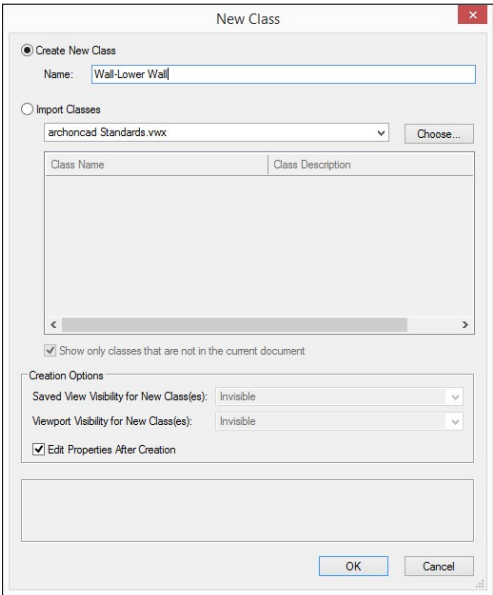 New Class
Create New Class
Name: Wall-Lower Wall
Import Classes
archoncad Standards.vwx Choose...
Class Name Class Description
Show only classes that are not in the current document
Creation Options
Saved View Visibility for New Class(es): Invisible
Viewport Visibility for New Class(es): Invisible
Edit Properties After Creation
OK Cancel